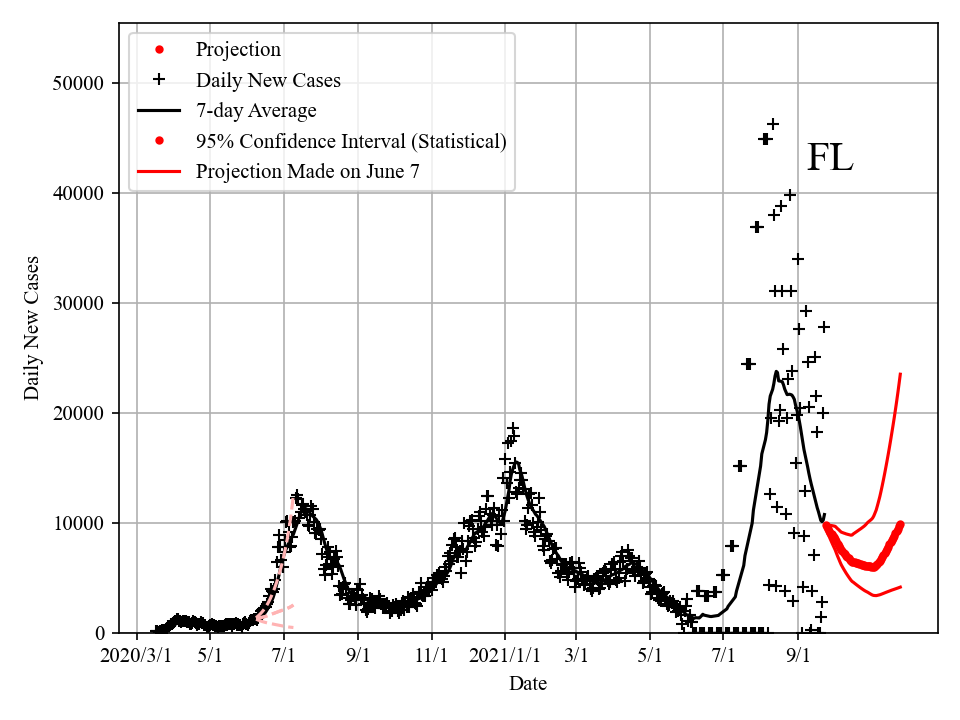 Projection
Daily New Cases
7-day Average
95% Confidence Interval (Statistical)
Projection Made on June 7
FL
50000
40000
30000
20000
10000
0
Daily New Cases
2020/3/1 5/1 7/1 9/1 11/1 2021/1/1 3/1 5/1 7/1 9/1
Date